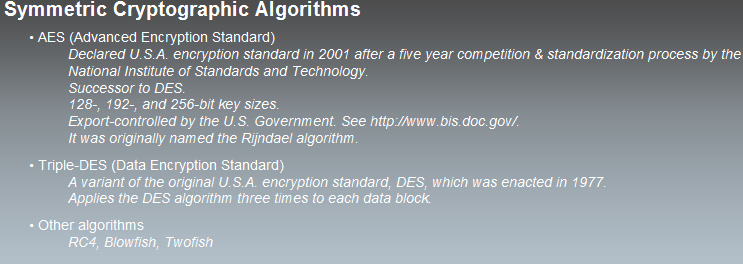 Symmetric Cryptographic Algorithms
• AES (Advanced Encryption Standard)
Declared U.S.A. encryption standard in 2001 after a five year competition & standardization process by the
National Institute of Standards and Technology.
Successor to DES.
128-, 192-, and 256-bit key sizes.
Export-controlled by the U.S. Government. See http://www.bis.doc.gov/.
It was originally named the Rijndael algorithm.
• Triple-DES (Data Encryption Standard)
A variant of the original U.S.A. encryption standard, DES, which was enacted in 1977.
Applies the DES algorithm three times to each data block.
• Other algorithms
RC4, Blowfish, Twofish